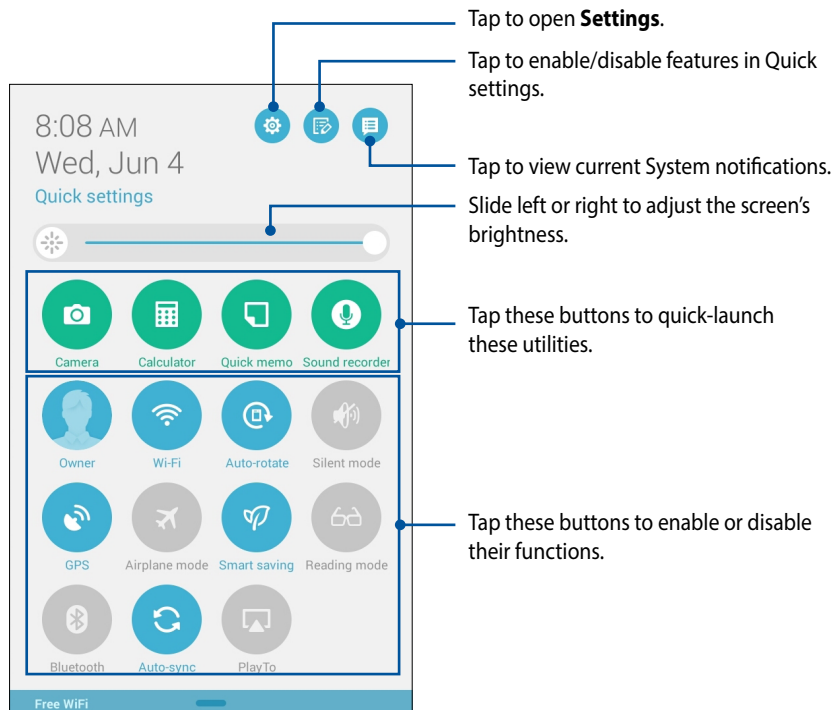 Tap to open Settings.
Tap to enable/disable features in Quick
settings.
8:08 AM
Wed, Jun 4
Quick settings
Tap to view current System notifications.
Slide left or right to adjust the screen's
brightness.
Camera Calculator Quick memo Sound recorder
Tap these buttons to quick-launch
these utilities.
Owner Wi-Fi Auto-rotate Silent mode
GPS Airplane mode Smart saving Reading mode
Tap these buttons to enable or disable
their functions.
Bluetooth Auto-sync PlayTo
Free WiFi